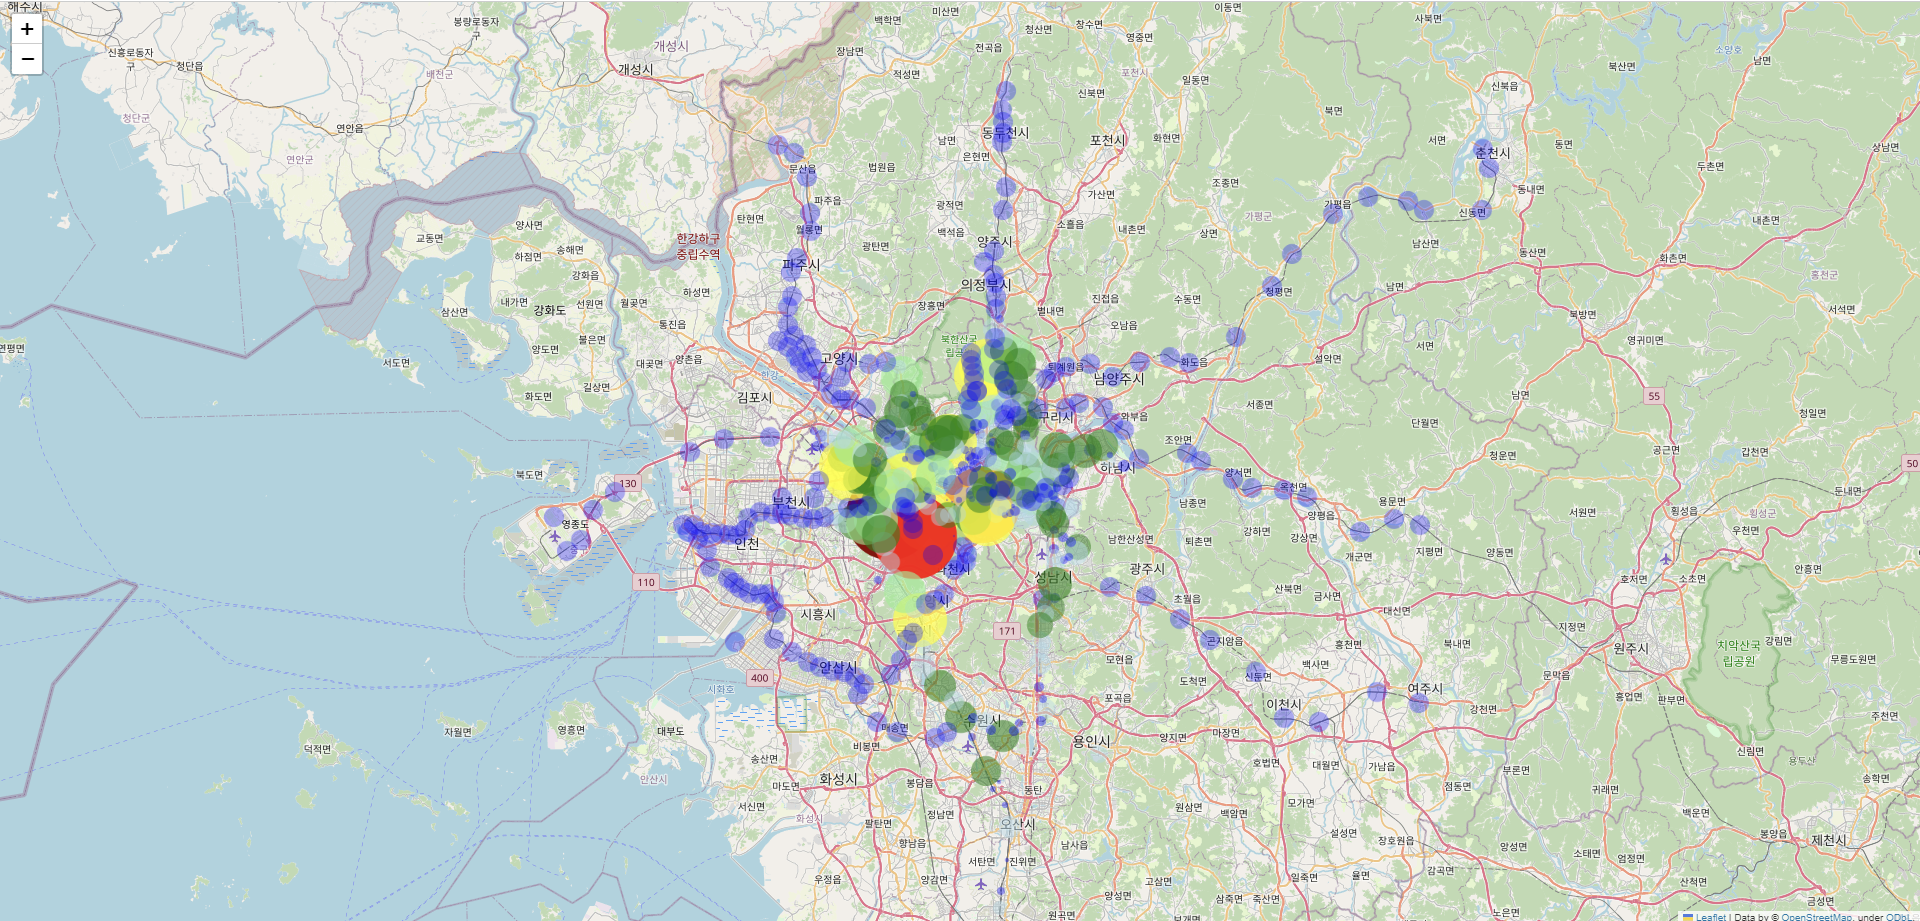 해수시
+
−
신흥로동자
구
청단읍
봉량로동자
구
배천군
청단군
연안읍
연안군
개성시
개성시
장남면
백학면
미산면
전곡읍
적성면
청산면
창수면
영중면
이동면
포천시
일동면
신북면
사북면
소양호
남면
북산면
신북읍
북면
서면
춘천시
동면
두촌면
상남면
동내면
신동면
내촌면
남산면
동산면
화촌면
홍천군
서석면
동두천시
남면
은현면
포천시
화현면
가산면
조종면
가평군
가평읍
상면
내촌면
소흘읍
법원읍
문산읍
파주읍
탄현면
월롱면
광적면
백석읍
광탄면
양주시
의정부시
파주시
한강하구
중립수역
교동면
양사면
송해면
하점면
강화읍
내가면
선원면
월곶면
하성면
강화도
삼산면
불은면
통진읍
양도면
대곶면
양촌읍
서도면
길상면
화도면
김포시
고양시
장흥면
북한산국
별내면
진접읍
수동면
청평면
오남읍
퇴계원읍
화도읍
남양주시
구리시
와부읍
서종면
조안면
하남시
양서면
옥천면
양평읍
용문면
청운면
단월면
설악면
서면
남면
북방면
영귀미면
남면
55
청일면
공근면
갑천면
50
둔내면
횡성읍
횡성군
우천면
서원면
안흥면
호저면
소초면
양동면
지평면
개군면
강상면
강하면
남종면
퇴촌면
남한산성면
광주시
초월읍
곤지암읍
산북면
금사면
대신면
흥천면
북내면
지정면
원주시
치악산국
립공원
강림면
무릉도원면
문막읍
흥업면
판부면
주천면
신림면
용두산
송학면
봉양읍
제천시
백운면
귀래면
부론면
강천면
여주시
백사면
신둔면
이천시
도척면
모현읍
포곡읍
양지면
마장면
호법면
대월면
가남읍
점동면
모가면
설성면
장호원읍
앙성면
소태면
엄정면
산척면
금성면
노은면
감곡면
율면
일죽면
죽산면
삼죽면
고삼면
양성면
백암면
원삼면
용인시
171
성남시
동탄
오산시
남사읍
진위면
서탄면
양감면
향남읍
정남면
팔탄면
봉담읍
비봉면
매송면
화성시
마도면
송산면
서신면
화성시
우정읍
원곡면
안산시
400
시흥시
시화호
대부도
안산시
영흥면
자월면
덕적면
110
인천
부천시
130
북도면
영종도
Leaflet | Data by © OpenStreetMap, under ODbL.